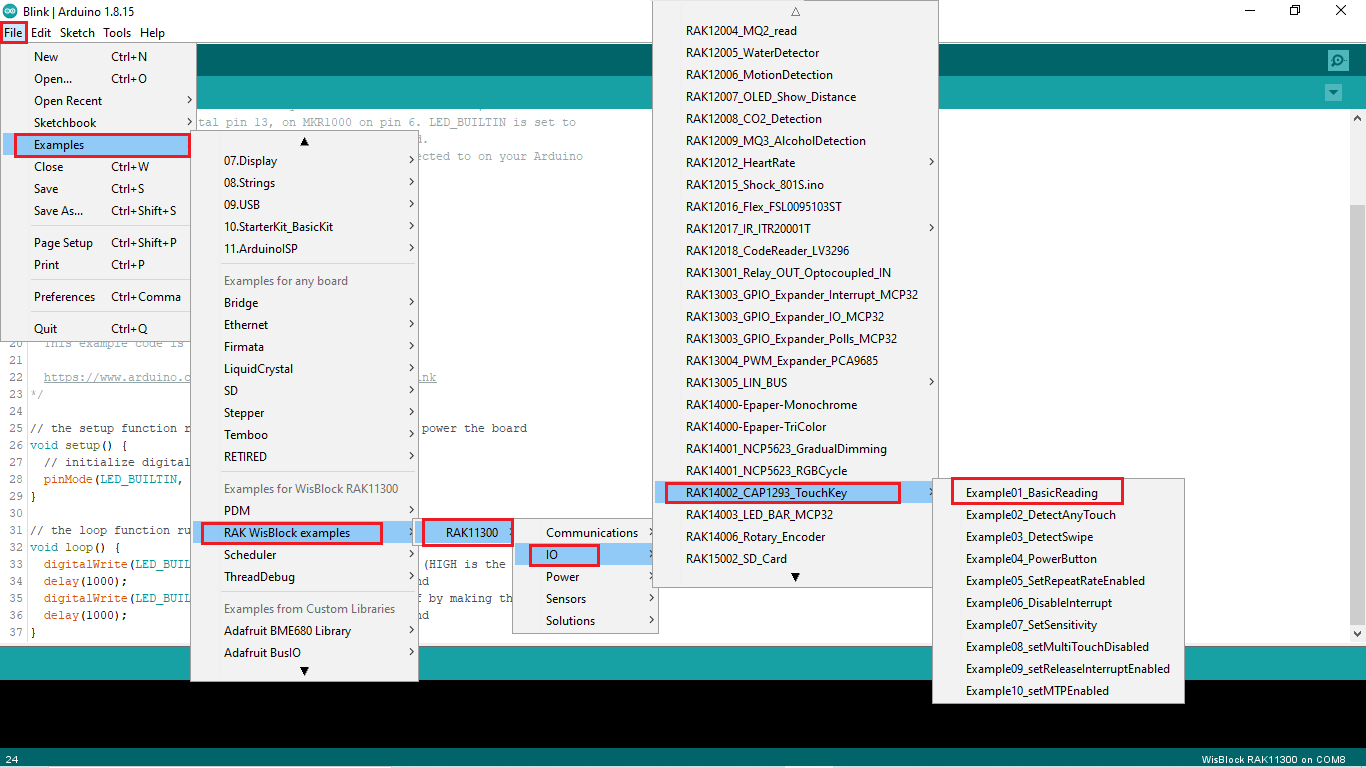 Blink | Arduino 1.8.15
File Edit Sketch Tools Help
New Ctrl+N
Open... Ctrl+O
Open Recent
Sketchbook
Examples
Close Ctrl+W
Save Ctrl+S
Save As... Ctrl+Shift+S
Page Setup Ctrl+Shift+P
Print Ctrl+P
Preferences Ctrl+Comma
Quit Ctrl+Q
tal pin 13, on MKR1000 on pin 6. LED_BUILTIN is set to
d.
ected to on your Arduino
20 This example code is
21
22 https://www.arduino.c nk
23 */
24
25 // the setup function r power the board
26 void setup() {
27 // initialize digital
28 pinMode(LED_BUILTIN,
29 }
30
31 // the loop function ru
32 void loop() {
33 digitalWrite(LED_BUIL (HIGH is the
34 delay(1000); nd
35 digitalWrite(LED_BUIL f by making th
36 delay(1000); nd
37 }
07.Display
08.Strings
09.USB
10.StarterKit_BasicKit
11.ArduinoISP
Examples for any board
Bridge
Ethernet
Firmata
LiquidCrystal
SD
Stepper
Temboo
RETIRED
Examples for WisBlock RAK11300
PDM
RAK WisBlock examples
Scheduler
ThreadDebug
Examples from Custom Libraries
Adafruit BME680 Library
Adafruit BusIO
RAK11300
Communications
IO
Power
Sensors
Solutions
RAK12004_MQ2_read
RAK12005_WaterDetector
RAK12006_MotionDetection
RAK12007_OLED_Show_Distance
RAK12008_CO2_Detection
RAK12009_MQ3_AlcoholDetection
RAK12012_HeartRate
RAK12015_Shock_801S.ino
RAK12016_Flex_FSL0095103ST
RAK12017_IR_ITR20001T
RAK12018_CodeReader_LV3296
RAK13001_Relay_OUT_Optocoupled_IN
RAK13003_GPIO_Expander_Interrupt_MCP32
RAK13003_GPIO_Expander_IO_MCP32
RAK13003_GPIO_Expander_Polls_MCP32
RAK13004_PWM_Expander_PCA9685
RAK13005_LIN_BUS
RAK14000-Epaper-Monochrome
RAK14000-Epaper-TriColor
RAK14001_NCP5623_GradualDimming
RAK14001_NCP5623_RGBCycle
RAK14002_CAP1293_TouchKey
RAK14003_LED_BAR_MCP32
RAK14006_Rotary_Encoder
RAK15002_SD_Card
Example01_BasicReading
Example02_DetectAnyTouch
Example03_DetectSwipe
Example04_PowerButton
Example05_SetRepeatRateEnabled
Example06_DisableInterrupt
Example07_SetSensitivity
Example08_setMultiTouchDisabled
Example09_setReleaseInterruptEnabled
Example10_setMTPEnabled
24 WisBlock RAK11300 on COM8